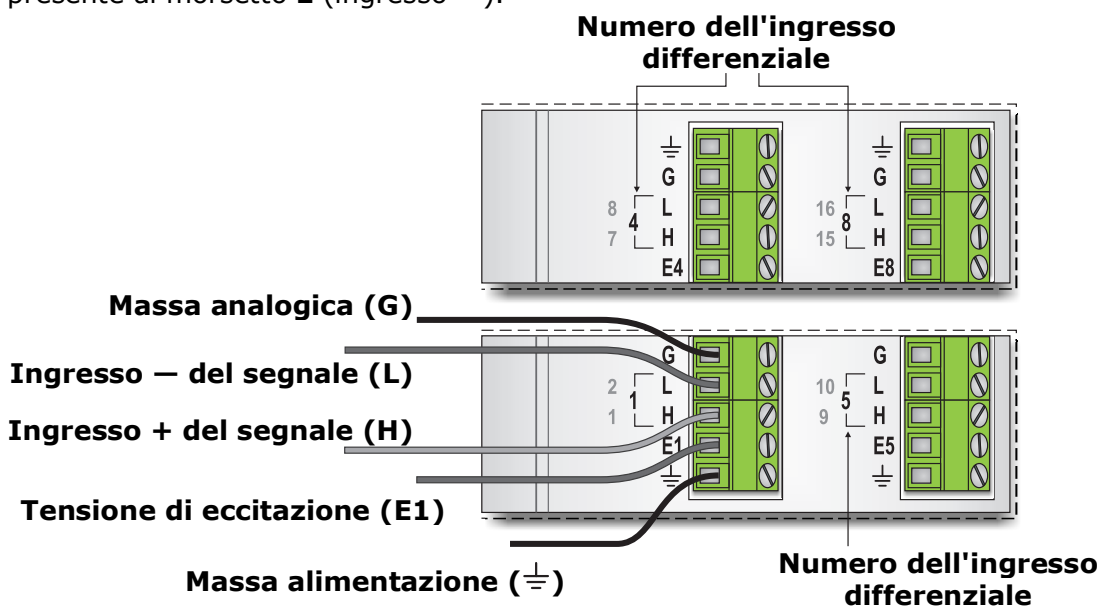 presente al morsetto L (ingresso — ).
Numero dell'ingresso
differenziale
⏚
G
8 L
4
7 H
E4
⏚
G
16 L
8
15 H
E8
Massa analogica (G)
Ingresso — del segnale (L)
Ingresso + del segnale (H)
Tensione di eccitazione (E1)
Massa alimentazione (⏚)
G
2 L
1
1 H
E1
⏚
G
10 L
5
9 H
E5
⏚
Numero dell'ingresso
differenziale